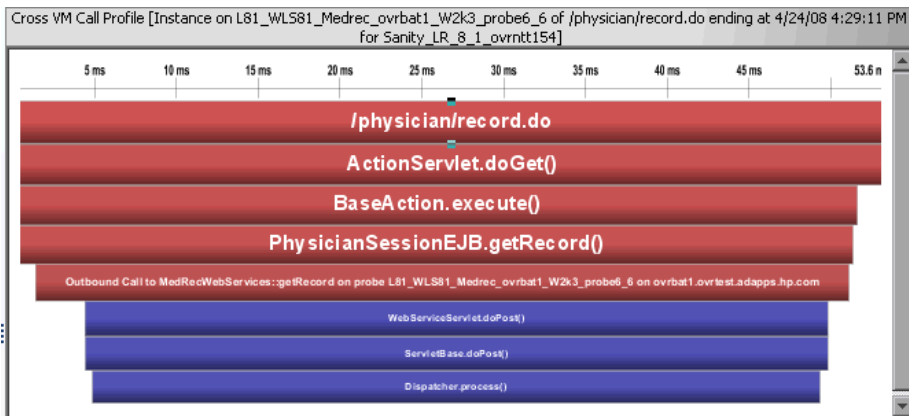 Cross VM Call Profile [Instance on L81_WLS81_Medrec_ovrbat1_W2k3_probe6_6 of /physician/record.do ending at 4/24/08 4:29:11 PM
for Sanity_LR_8_1_ovrntt154]
5 ms 10 ms 15 ms 20 ms 25 ms 30 ms 35 ms 40 ms 45 ms 53.6 n
/physician/record.do
ActionServlet.doGet()
BaseAction.execute()
PhysicianSessionEJB.getRecord()
Outbound Call to MedRecWebServices::getRecord on probe L81_WLS81_Medrec_ovrbat1_W2k3_probe6_6 on ovrbat1.ovrtest.adapps.hp.com
WebServiceServlet.doPost()
ServletBase.doPost()
Dispatcher.process()